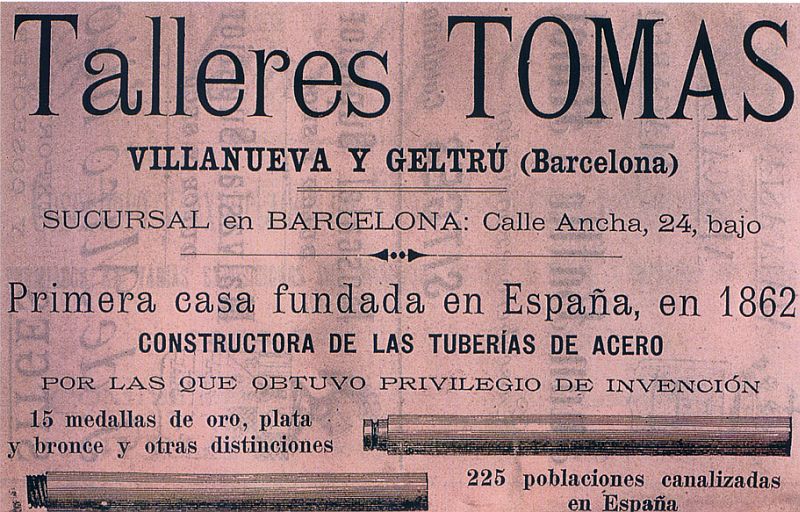 Talleres TOMAS
VILLANUEVA Y GELTRÚ (Barcelona)
SUCURSAL en BARCELONA: Calle Ancha, 24, bajo
Primera casa fundada en España, en 1862
CONSTRUCTORA DE LAS TUBERÍAS DE ACERO
POR LAS QUE OBTUVO PRIVILEGIO DE INVENCIÓN
15 medallas de oro, plata
y bronce y otras distinciones
225 poblaciones canalizadas
en España